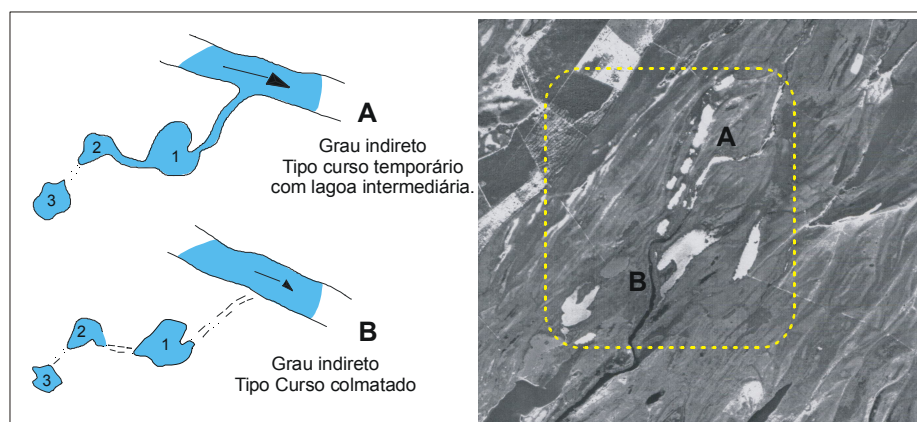 2
1
3
A
Grau indireto
Tipo curso temporário
com lagoa intermediária.
2
1
3
B
Grau indireto
Tipo Curso colmatado
A
B